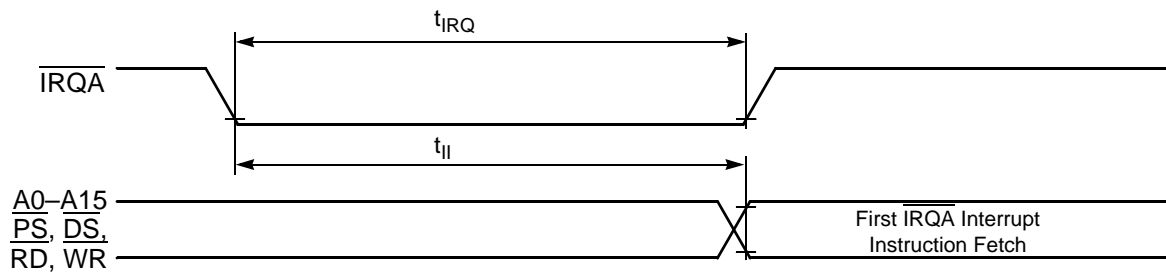 tIRQ
IRQA
tII
A0–A15
PS, DS,
RD, WR
First IRQA Interrupt
Instruction Fetch